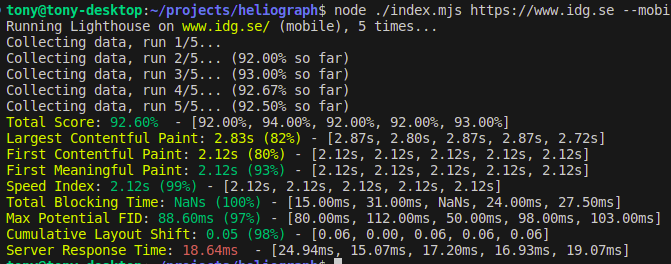 tony@tony-desktop:~/projects/heliograph$ node ./index.mjs https://www.idg.se --mobi
Running Lighthouse on www.idg.se/ (mobile), 5 times...
Collecting data, run 1/5...
Collecting data, run 2/5... (92.00% so far)
Collecting data, run 3/5... (93.00% so far)
Collecting data, run 4/5... (92.67% so far)
Collecting data, run 5/5... (92.50% so far)
Total Score: 92.60%  - [92.00%, 94.00%, 92.00%, 92.00%, 93.00%]
Largest Contentful Paint: 2.83s (82%) - [2.87s, 2.80s, 2.87s, 2.87s, 2.72s]
First Contentful Paint: 2.12s (80%) - [2.12s, 2.12s, 2.12s, 2.12s, 2.12s]
First Meaningful Paint: 2.12s (93%) - [2.12s, 2.12s, 2.12s, 2.12s, 2.12s]
Speed Index: 2.12s (99%) - [2.12s, 2.12s, 2.12s, 2.12s, 2.12s]
Total Blocking Time: NaNs (100%) - [15.00ms, 31.00ms, NaNs, 24.00ms, 27.50ms]
Max Potential FID: 88.60ms (97%) - [80.00ms, 112.00ms, 50.00ms, 98.00ms, 103.00ms]
Cumulative Layout Shift: 0.05 (98%) - [0.06, 0.00, 0.06, 0.06, 0.06]
Server Response Time: 18.64ms  - [24.94ms, 15.07ms, 17.20ms, 16.93ms, 19.07ms]
tony@tony-desktop:~/projects/heliograph$